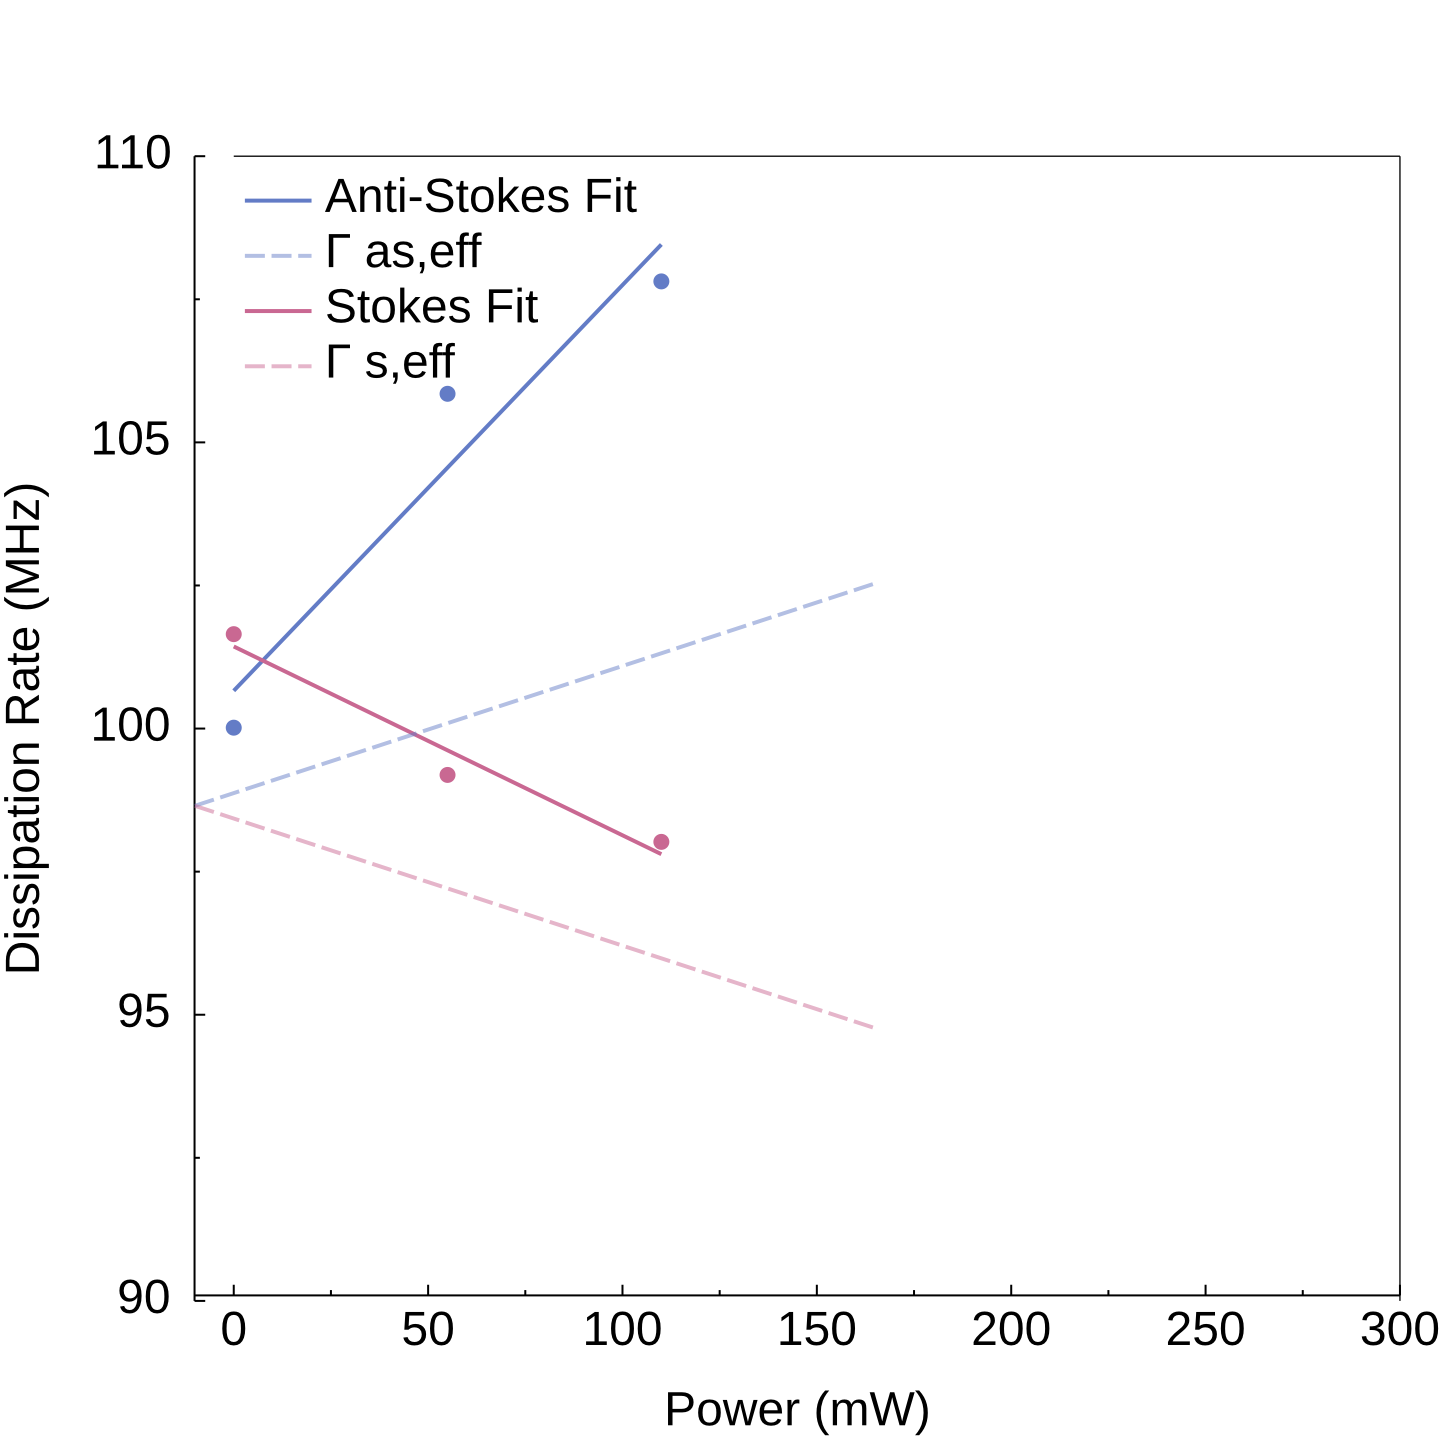 110
Anti-Stokes Fit
Γ as,eff
Stokes Fit
Γ s,eff
105
100
95
90
Dissipation Rate (MHz)
0 50 100 150 200 250 300
Power (mW)